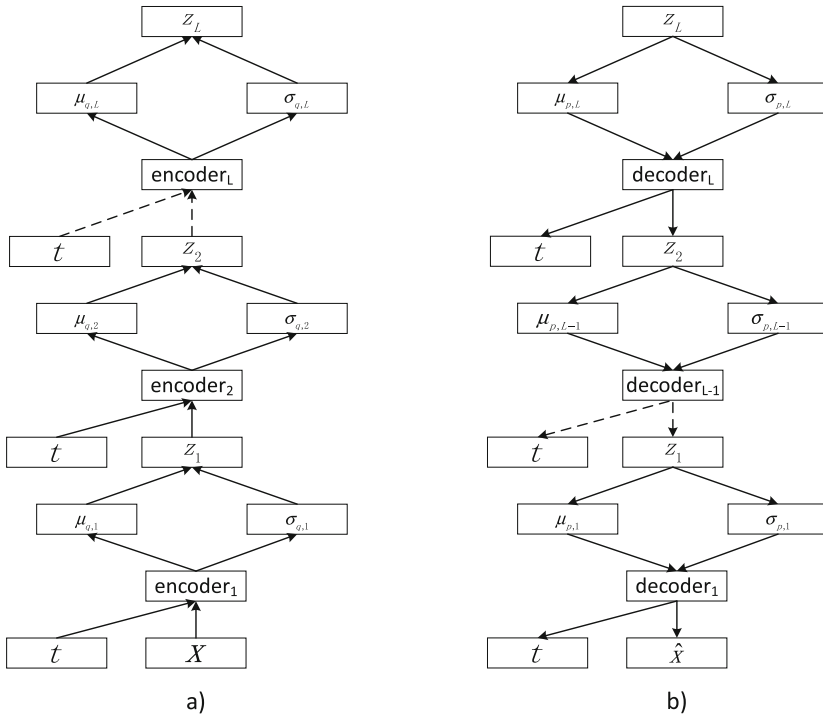 z_L
μ_{q,L} σ_{q,L}
encoder_L
t z_2
μ_{q,2} σ_{q,2}
encoder_2
t z_1
μ_{q,1} σ_{q,1}
encoder_1
t X
a)
z_L
μ_{p,L} σ_{p,L}
decoder_L
t z_2
μ_{p,L-1} σ_{p,L-1}
decoder_{L-1}
t z_1
μ_{p,1} σ_{p,1}
decoder_1
t x̂
b)